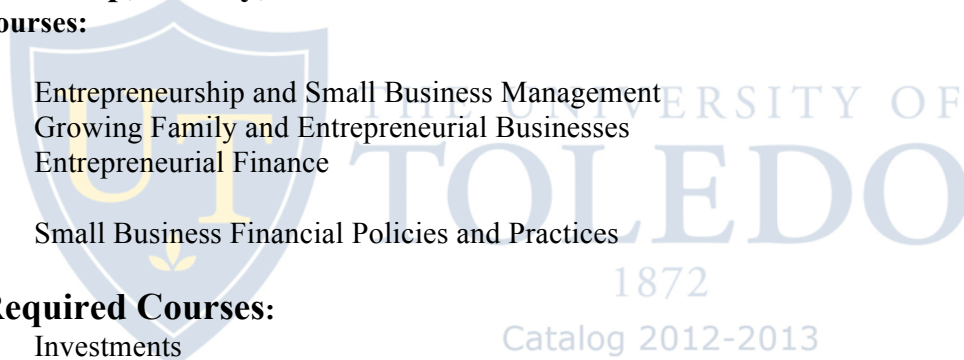 ourses:
Entrepreneurship and Small Business Management
Growing Family and Entrepreneurial Businesses
Entrepreneurial Finance
Small Business Financial Policies and Practices
Required Courses:
Investments
UT
THE UNIVERSITY OF
TOLEDO
1872
Catalog 2012-2013